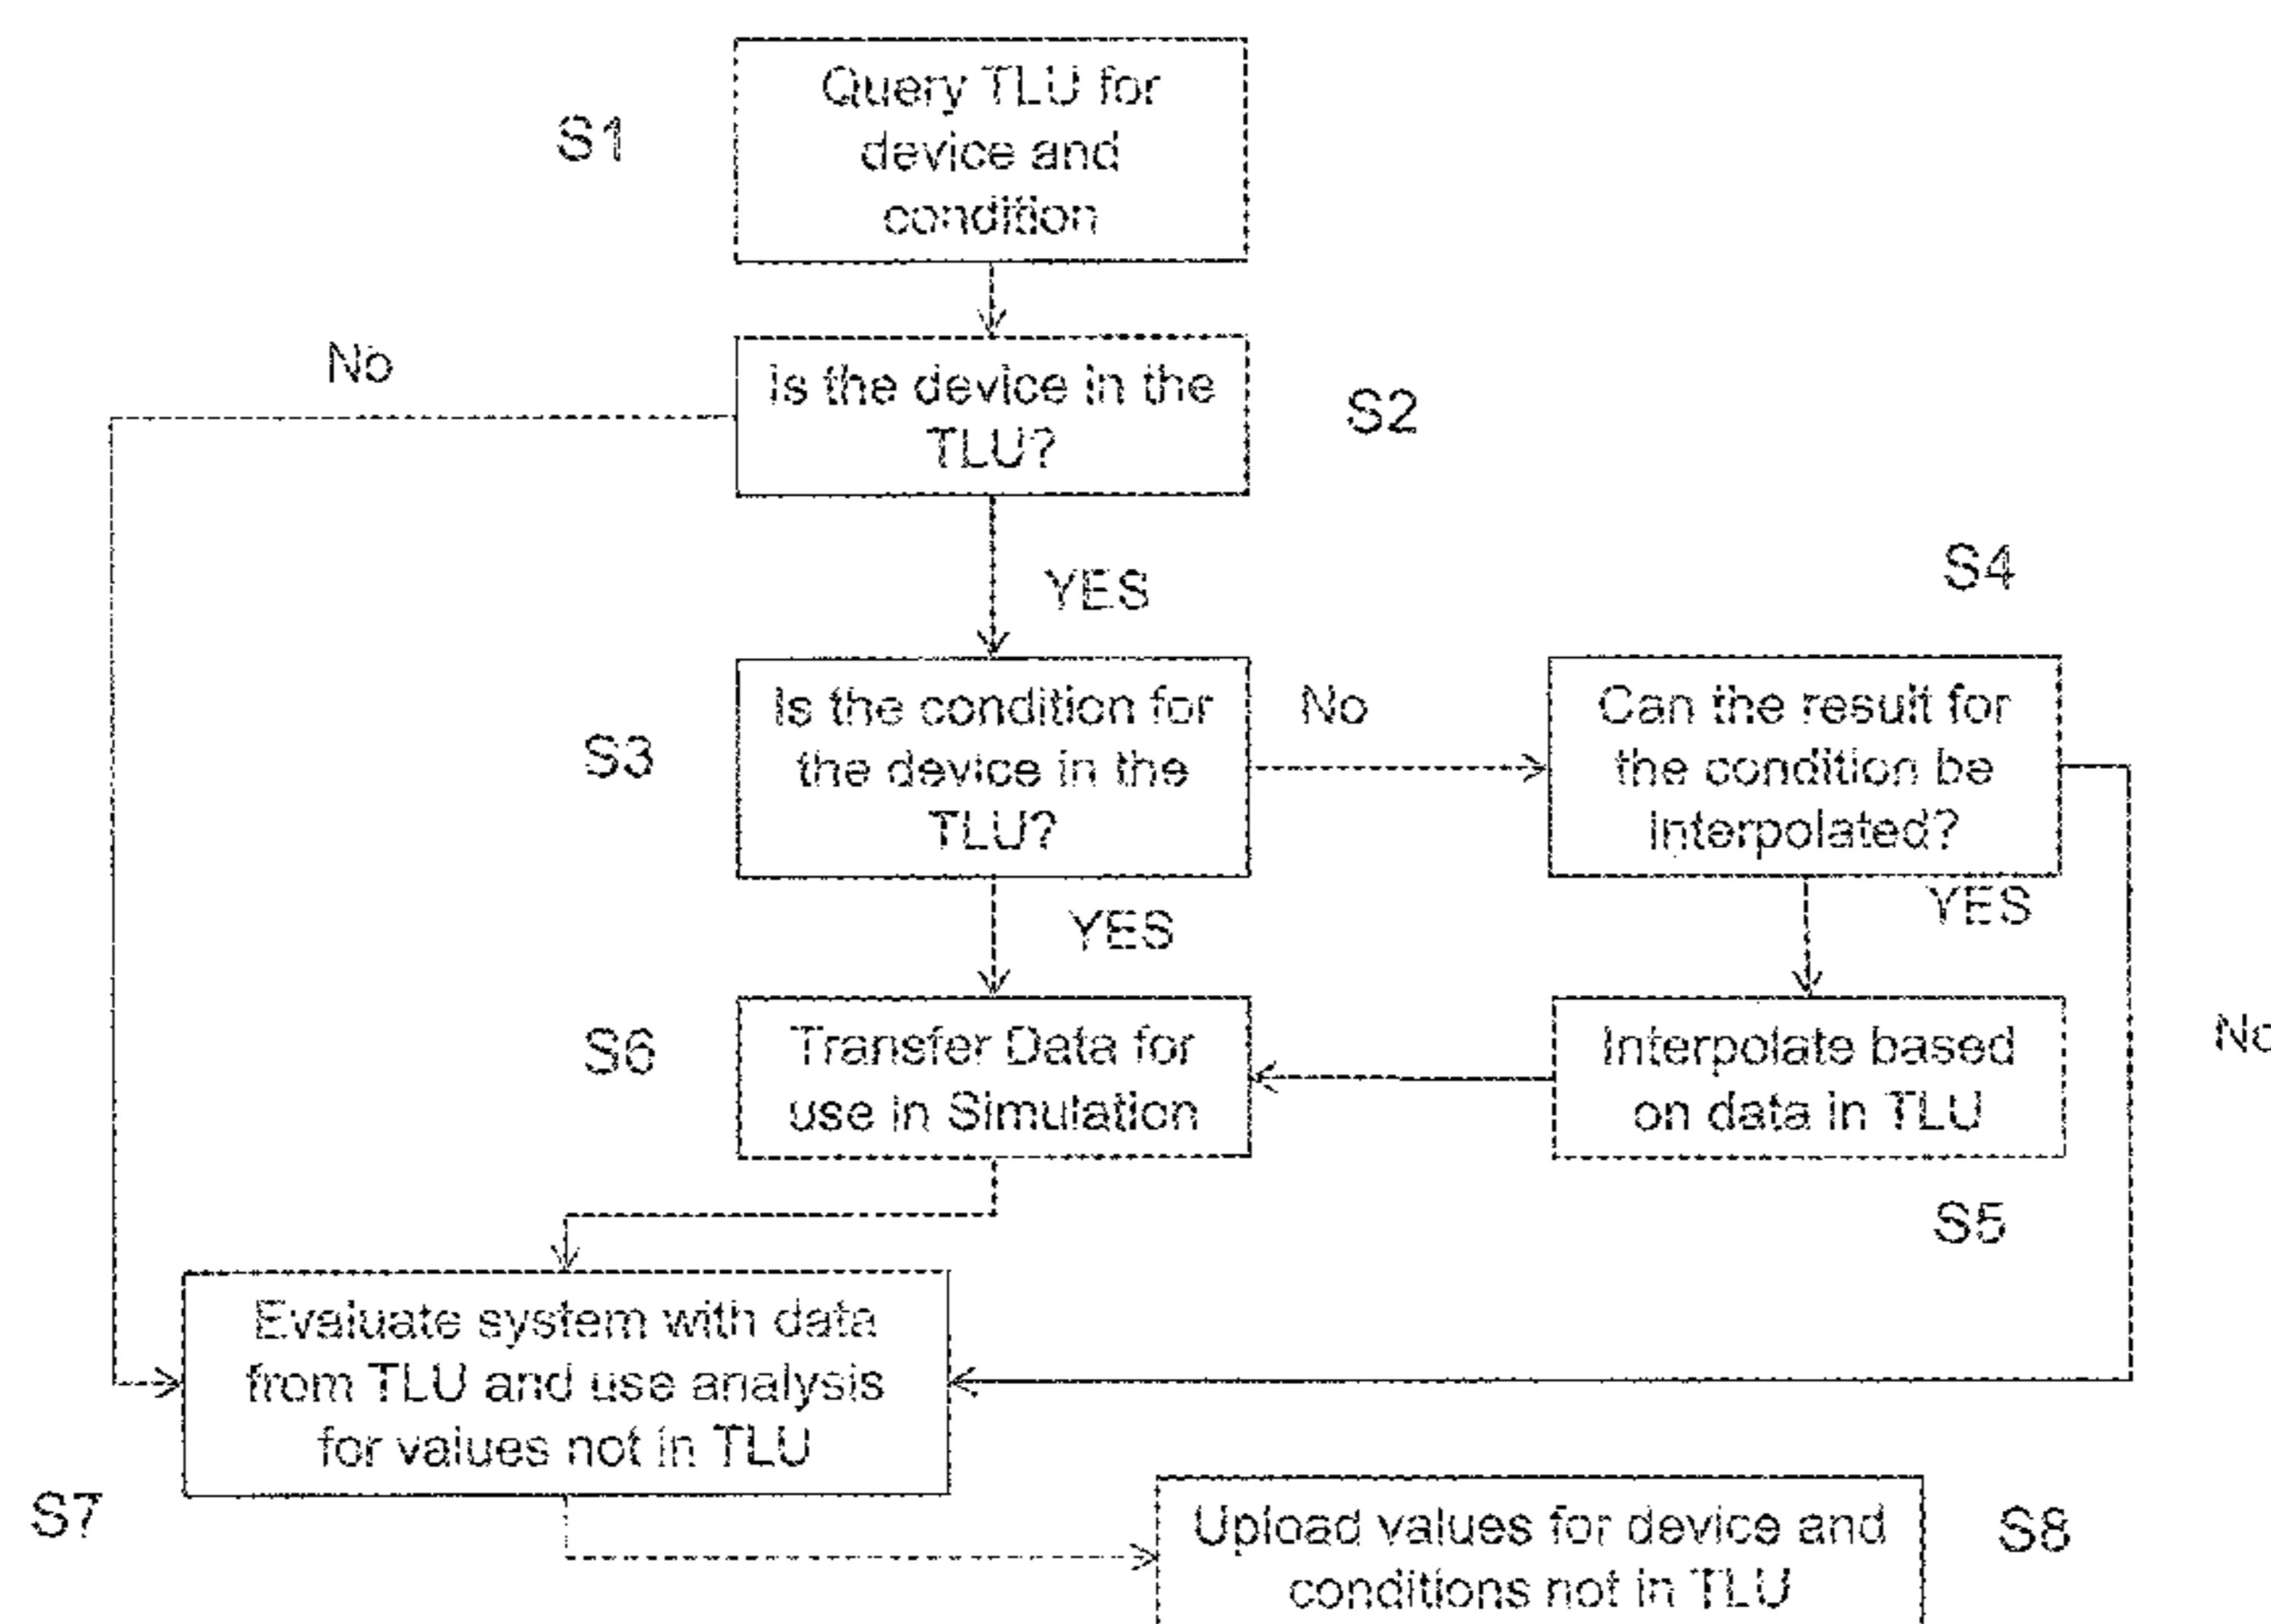 Query TLU for
device and
condition
S1
No
Is the device in the
TLU?
S2
YES
S4
Is the condition for
the device in the
TLU?
S3
No
Can the result for
the condition be
Interpolated?
YES
YES
S6
Transfer Data for
use in Simulation
Interpolate based
on data in TLU
No
S5
Evaluate system with data
from TLU and use analysis
for values not in TLU
S7
Upload values for device and
conditions not in TLU
S8